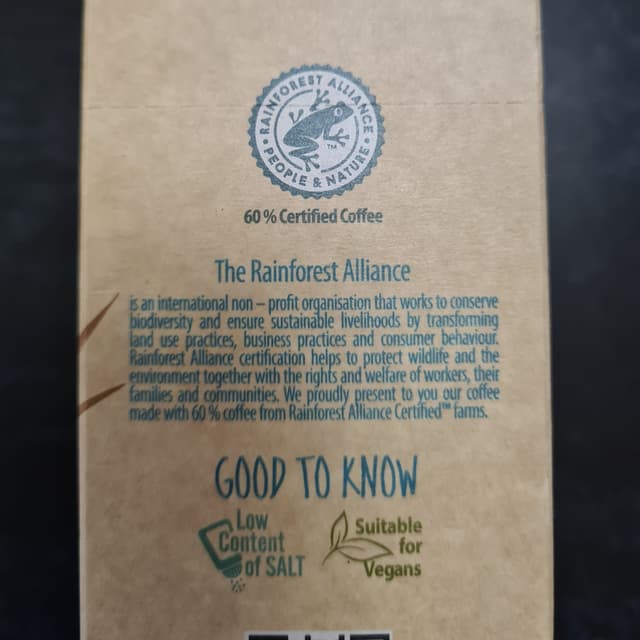 RAINFOREST ALLIANCE
PEOPLE & NATURE
TM
60 % Certified Coffee
The Rainforest Alliance
is an international non – profit organisation that works to conserve
biodiversity and ensure sustainable livelihoods by transforming
land use practices, business practices and consumer behaviour.
Rainforest Alliance certification helps to protect wildlife and the
environment together with the rights and welfare of workers, their
families and communities. We proudly present to you our coffee
made with 60 % coffee from Rainforest Alliance Certified™ farms.
GOOD TO KNOW
Low
Content
of SALT
Suitable
for
Vegans